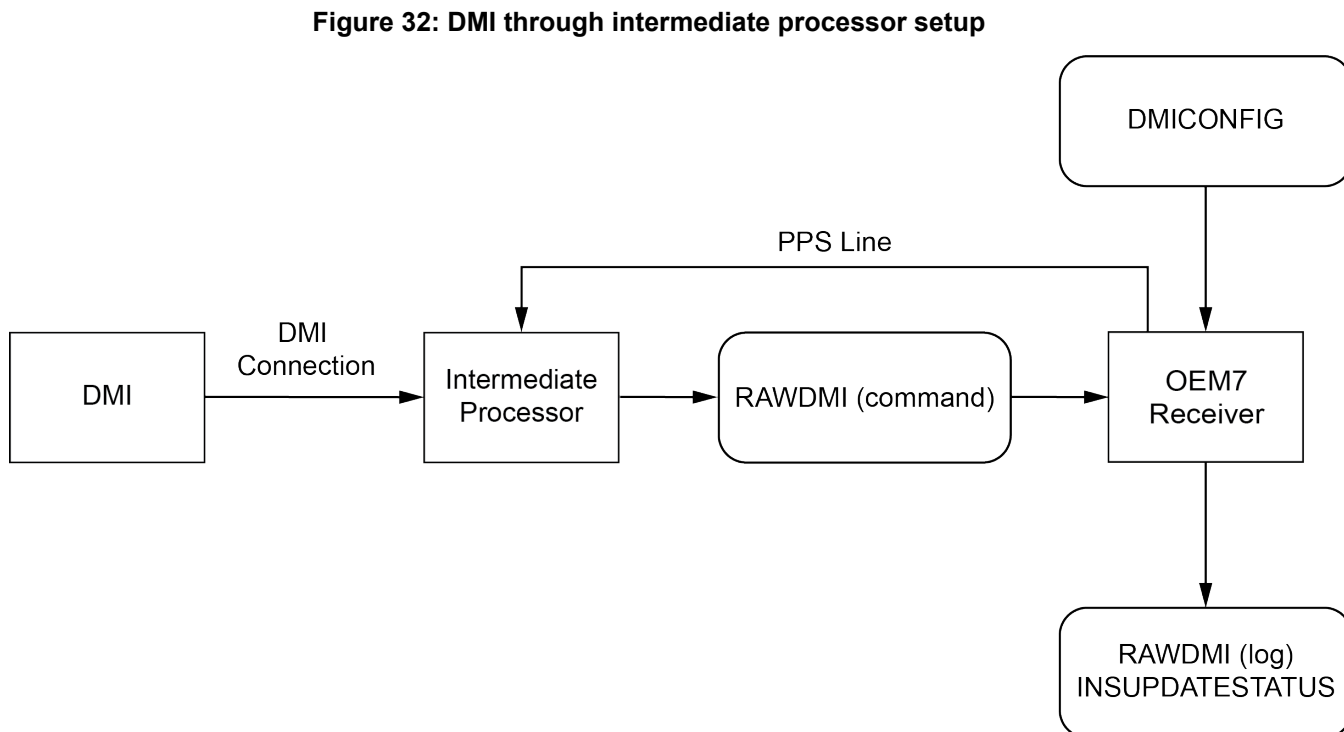 Figure 32: DMI through intermediate processor setup
DMICONFIG
PPS Line
DMI
Connection
DMI
Intermediate
Processor
RAWDMI (command)
OEM7
Receiver
RAWDMI (log)
INSUPDATESTATUS